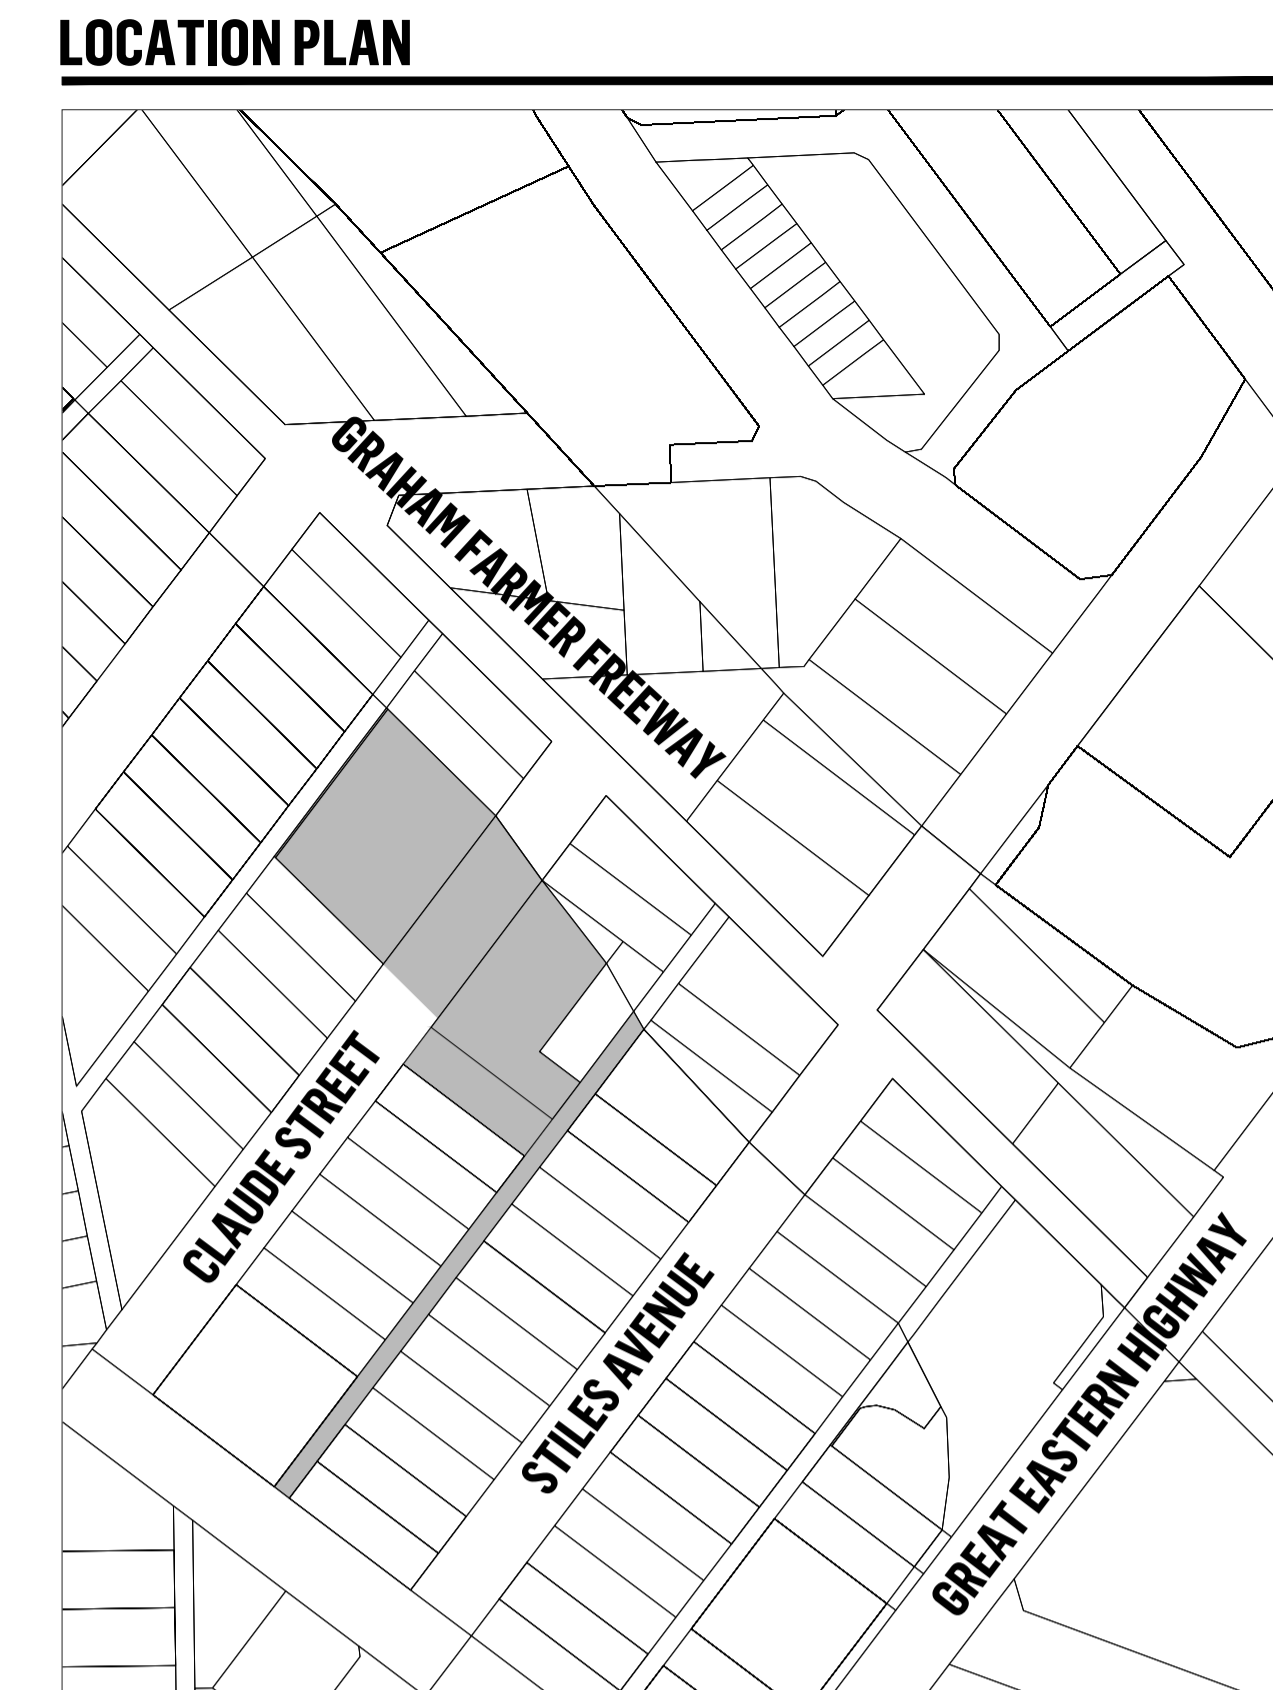 LOCATION PLAN
GRAHAM FARMER FREEWAY
CLAUDE STREET
STILES AVENUE
GREAT EASTERN HIGHWAY